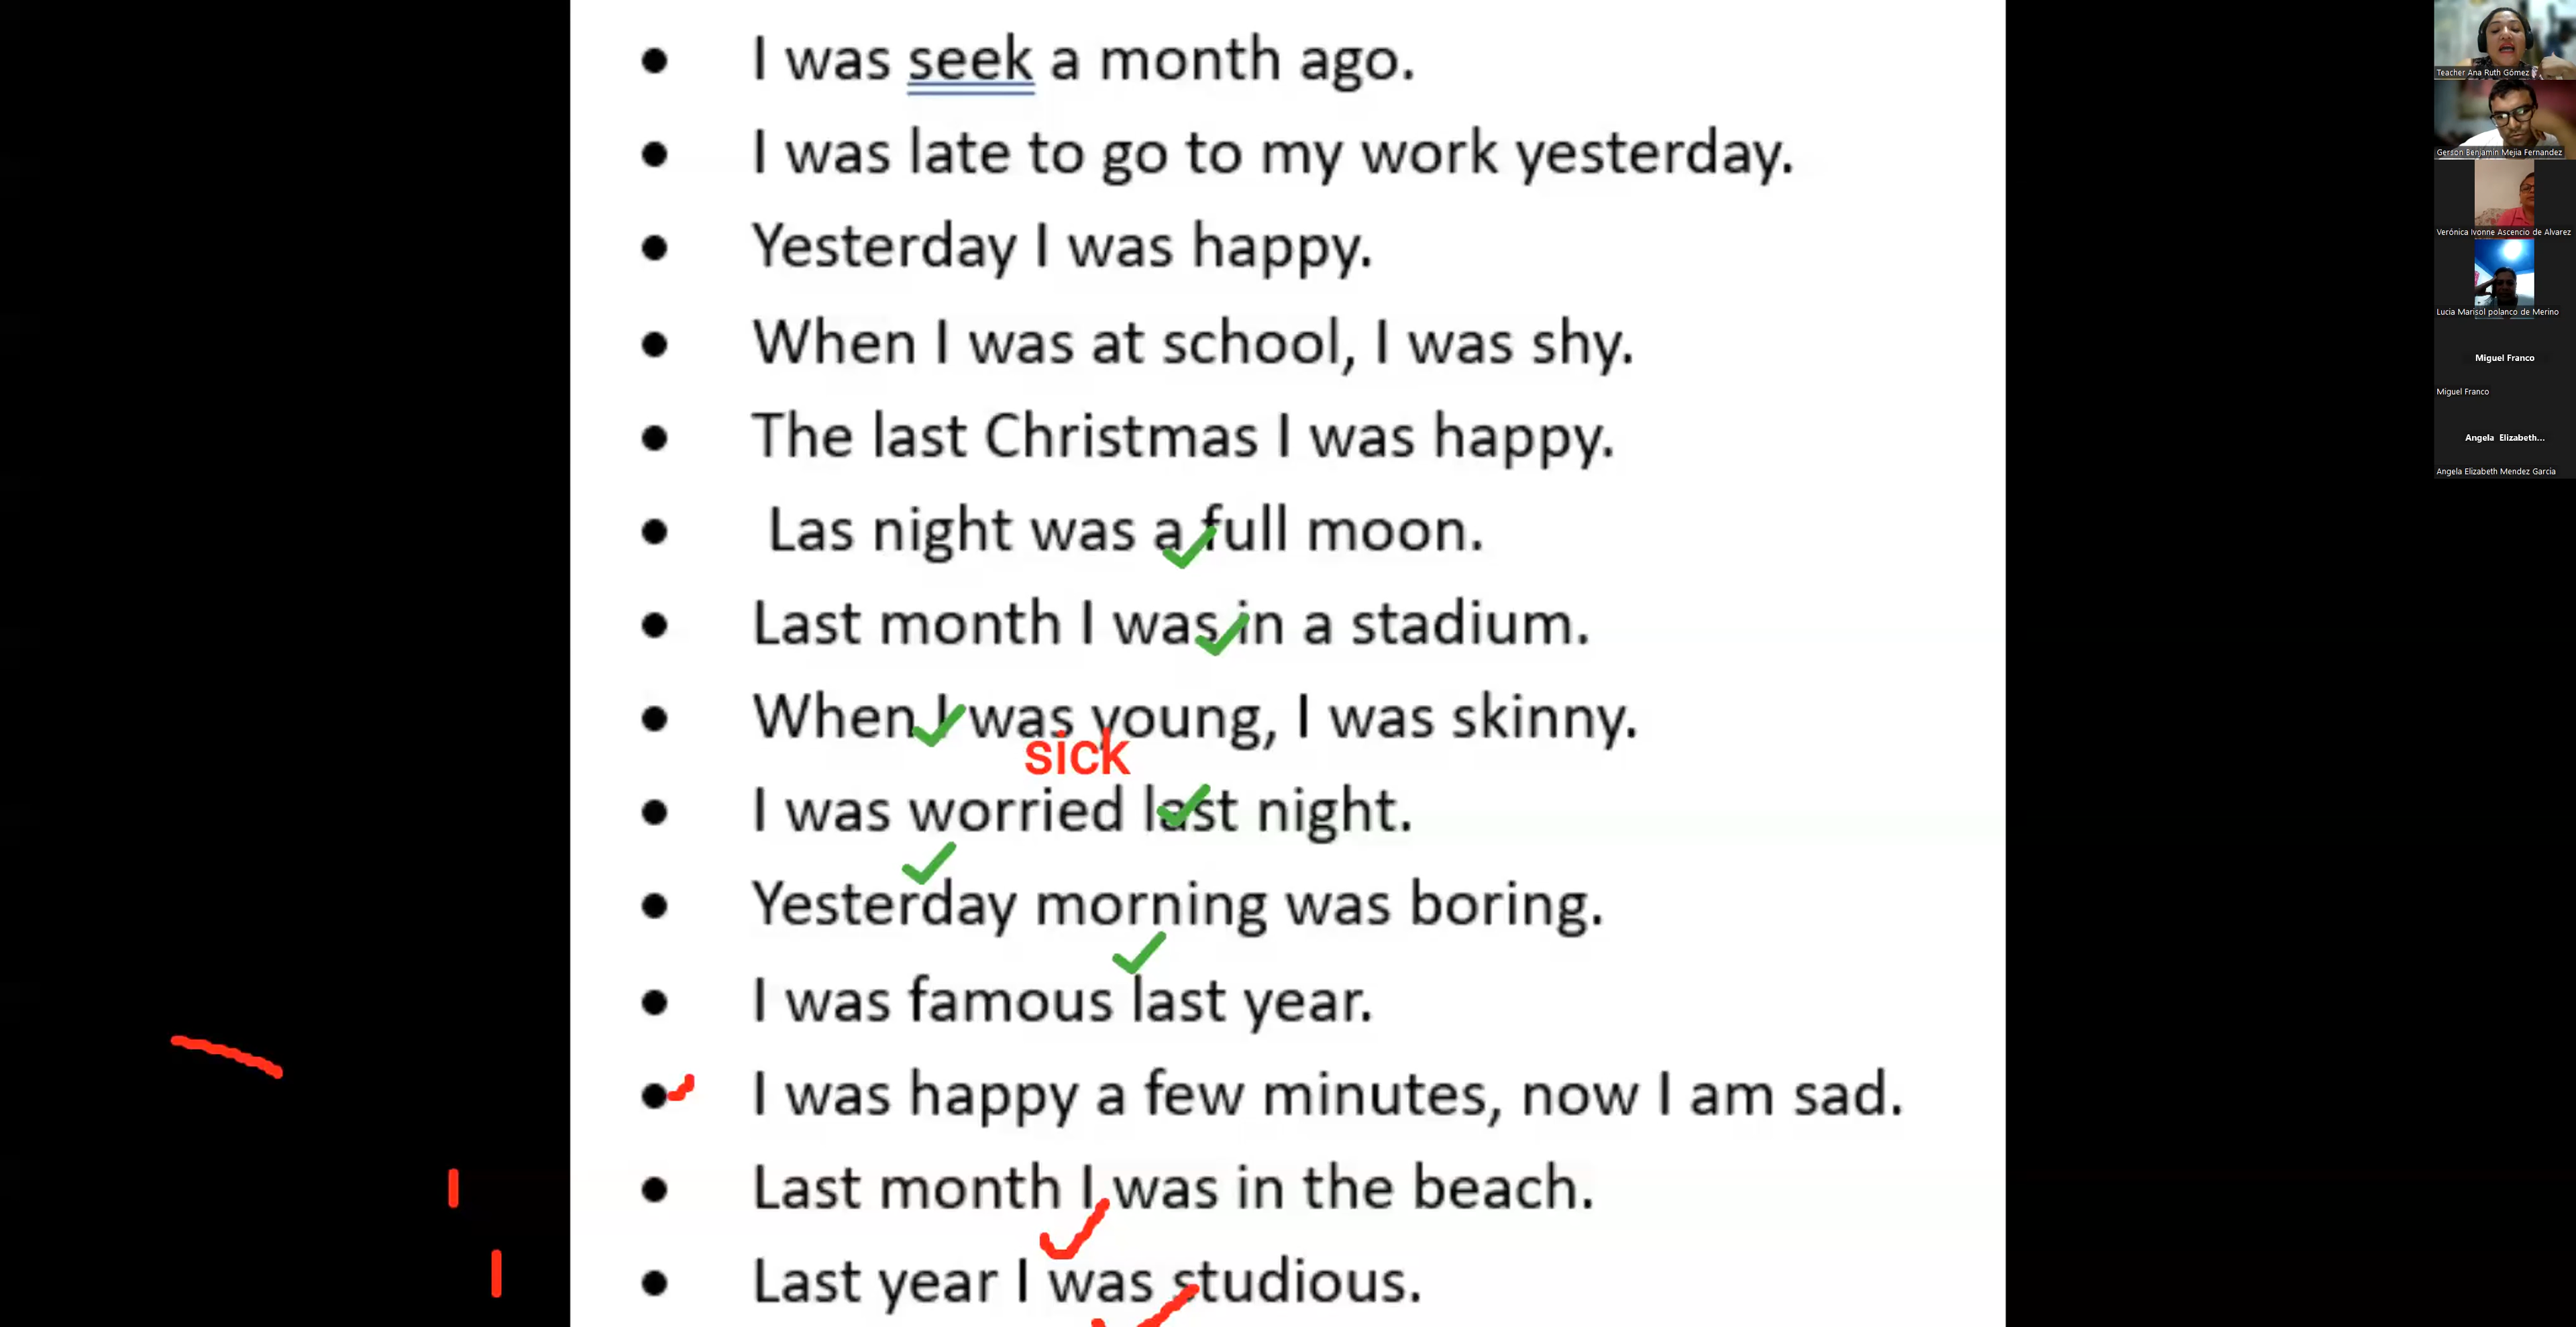 I was seek a month ago.
I was late to go to my work yesterday.
Yesterday I was happy.
When I was at school, I was shy.
The last Christmas I was happy.
Las night was a full moon.
Last month I was in a stadium.
When I was young, I was skinny.
sick
I was worried last night.
Yesterday morning was boring.
I was famous last year.
I was happy a few minutes, now I am sad.
Last month I was in the beach.
Last year I was studious.
Teacher Ana Ruth Gómez
Gerson Benjamin Mejia Fernandez
Verónica Ivonne Ascencio de Alvarez
Lucia Marisol polanco de Merino
Miguel Franco
Miguel Franco
Angela Elizabeth...
Angela Elizabeth Mendez Garcia